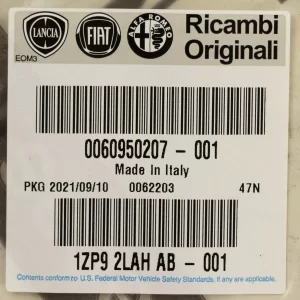 LANCIA FIAT ALFA ROMEO Ricambi
Originali
EOM3
0060950207 - 001
Made In Italy
PKG 2021/09/10 0062203 47N
1ZP9 2LAH AB - 001
Contents conform to U.S. Federal Motor Vehicle Safety Standards, if any are applicable